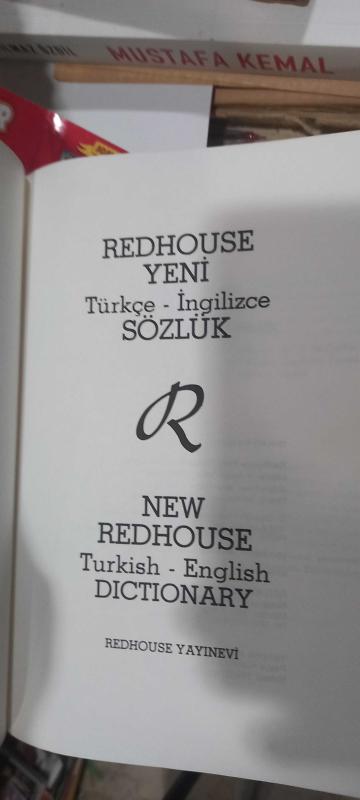 MUSTAFA KEMAL
REDHOUSE
YENİ
Türkçe - İngilizce
SÖZLÜK
R
NEW
REDHOUSE
Turkish - English
DICTIONARY
REDHOUSE YAYINEVİ